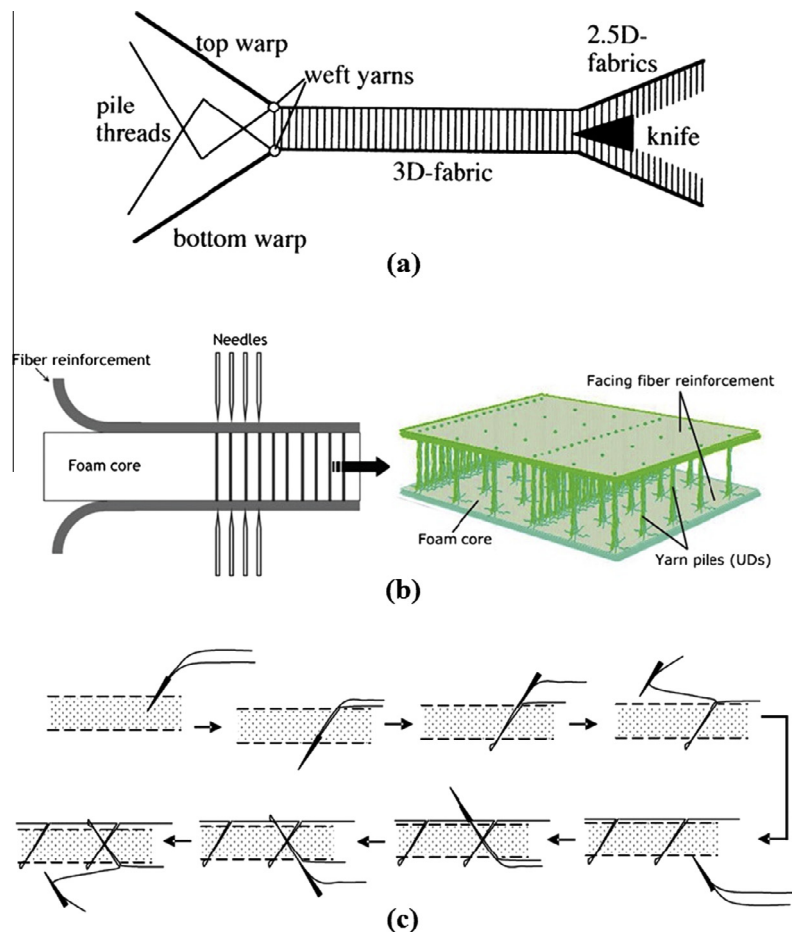 top warp
weft yarns
2.5D-
fabrics
pile
threads
knife
3D-fabric
bottom warp
(a)
Needles
Fiber reinforcement
Foam core
Facing fiber reinforcement
Foam core
Yarn piles (UDs)
(b)
(c)